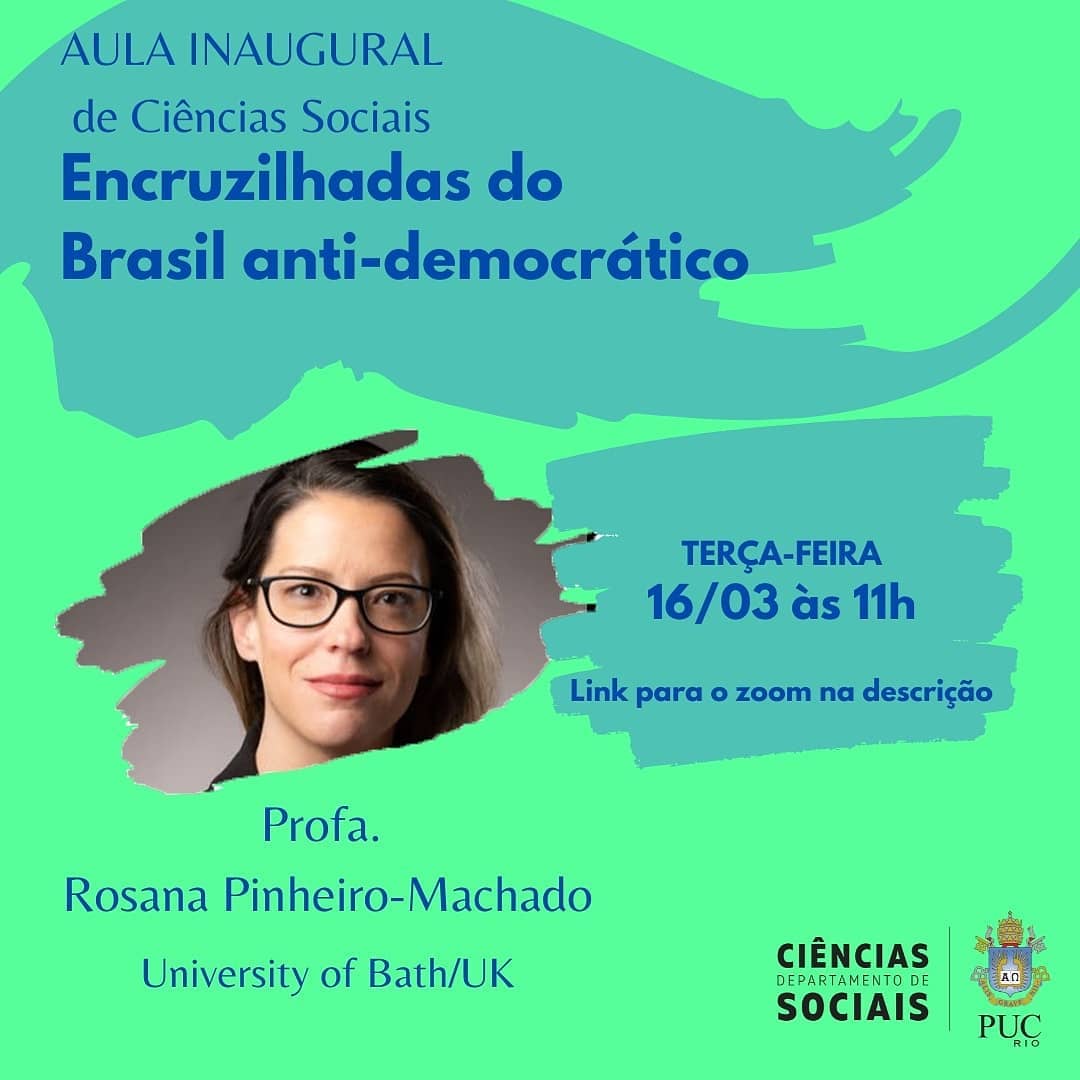 AULA INAUGURAL
de Ciências Sociais
Encruzilhadas do
Brasil anti-democrático
TERÇA-FEIRA
16/03 às 11h
Link para o zoom na descrição
Profa.
Rosana Pinheiro-Machado
University of Bath/UK
CIÊNCIAS
DEPARTAMENTO DE
SOCIAIS
ΑΩ
PUC
RIO